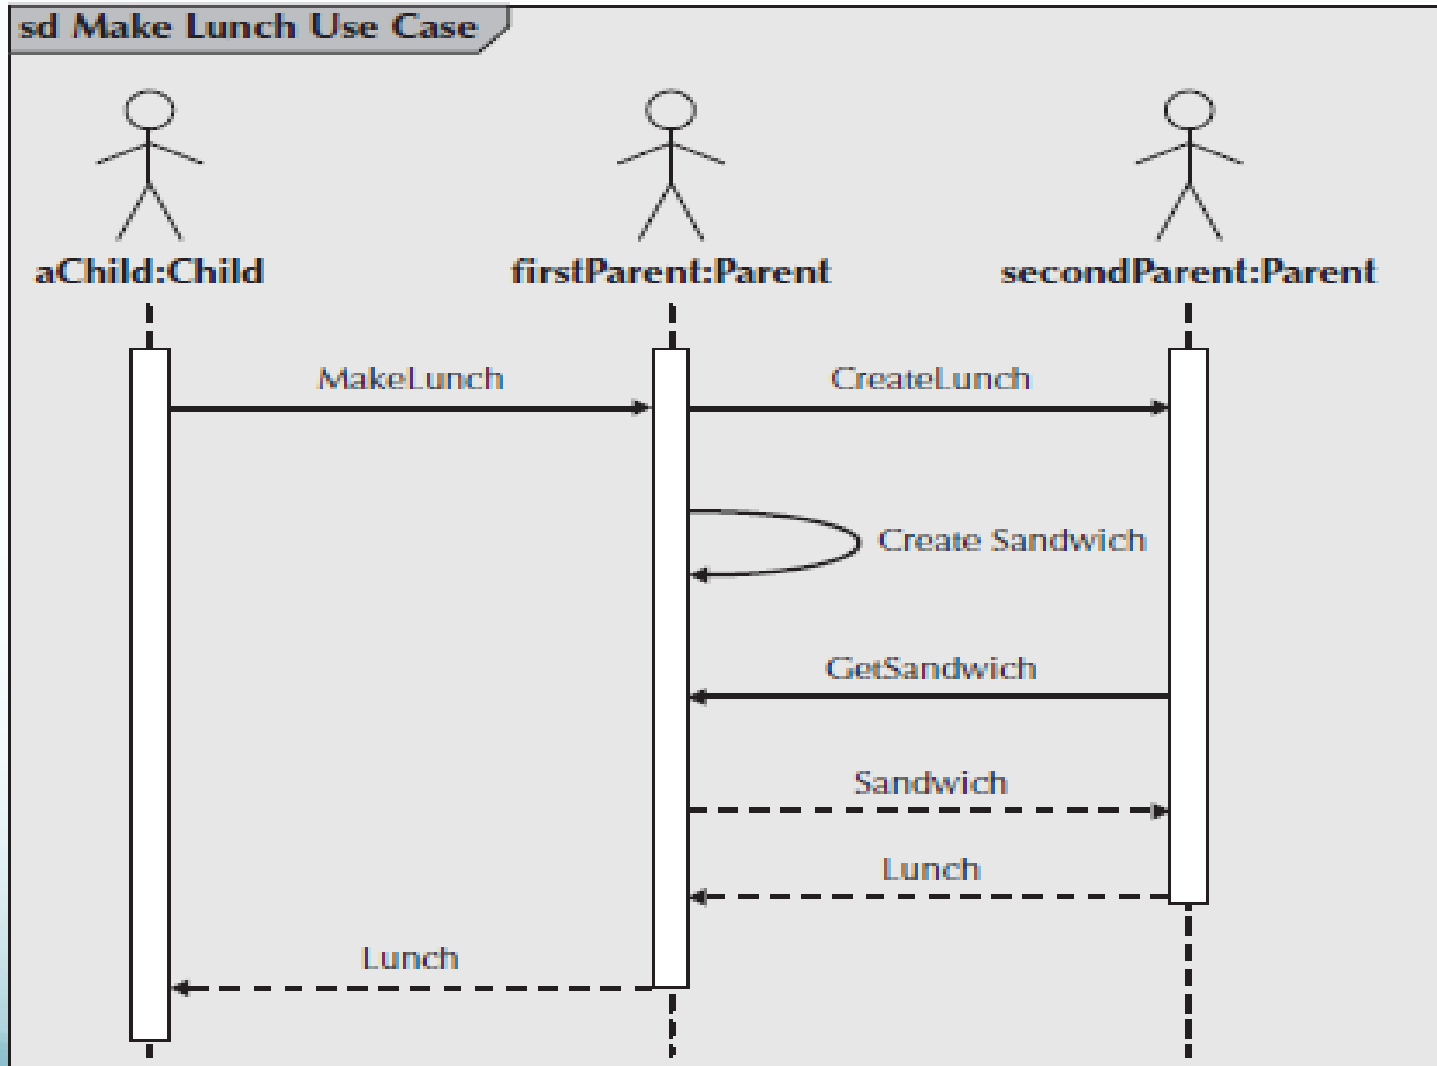 sd Make Lunch Use Case
aChild:Child
firstParent:Parent
secondParent:Parent
MakeLunch
CreateLunch
Create Sandwich
GetSandwich
Sandwich
Lunch
Lunch